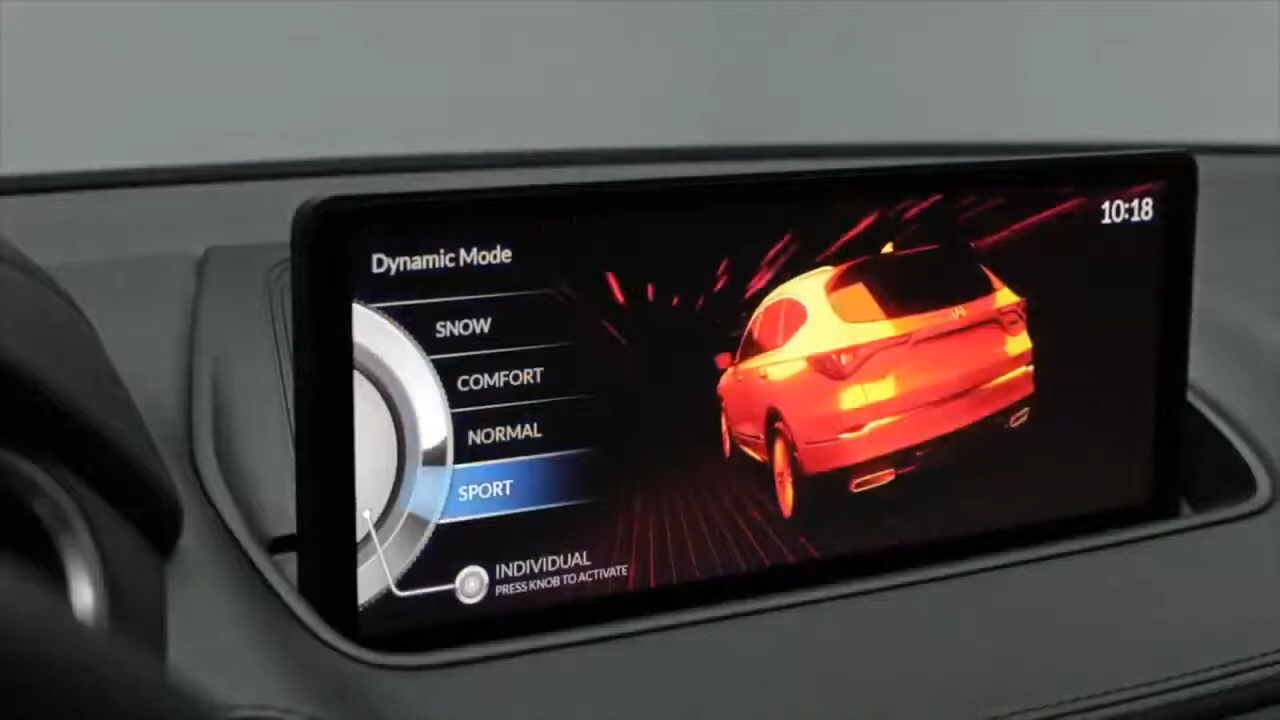 10:18
Dynamic Mode
SNOW
COMFORT
NORMAL
SPORT
INDIVIDUAL
PRESS KNOB TO ACTIVATE